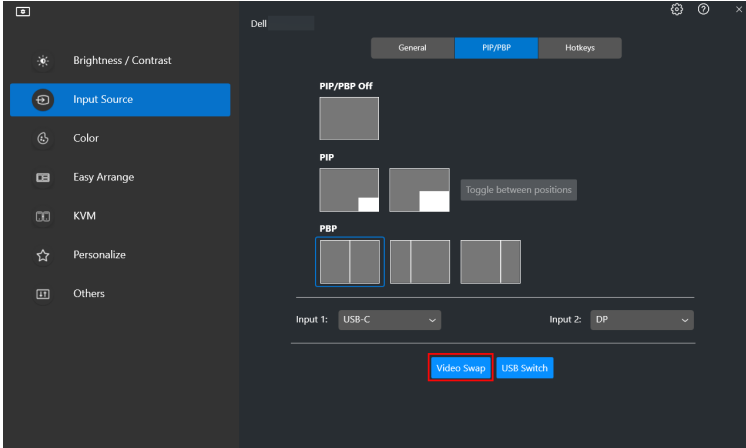 Dell
General PIP/PBP Hotkeys
Brightness / Contrast
Input Source
Color
Easy Arrange
KVM
Personalize
Others
PIP/PBP Off
PIP
Toggle between positions
PBP
Input 1: USB-C Input 2: DP
Video Swap USB Switch